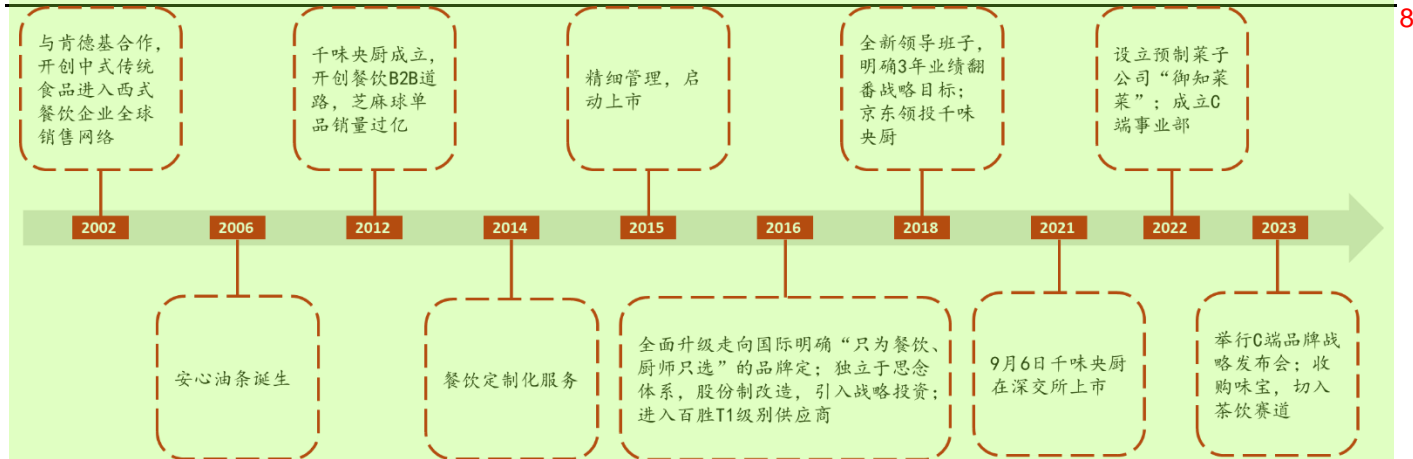 8
与肯德基合作，
开创中式传统
食品进入西式
餐饮企业全球
销售网络
千味央厨成立，
开创餐饮B2B道
路，芝麻球单
品销量过亿
精细管理，启
动上市
全新领导班子，
明确3年业绩翻
番战略目标；
京东领投千味
央厨
设立预制菜子
公司“御知菜
菜”；成立C
端事业部
2002
2006
2012
2014
2015
2016
2018
2021
2022
2023
安心油条诞生
餐饮定制化服务
全面升级走向国际明确“只为餐饮、
厨师只选”的品牌定；独立于思念
体系，股份制改造，引入战略投资；
进入百胜T1级别供应商
9月6日千味央厨
在深交所上市
举行C端品牌战
略发布会；收
购味宝，切入
茶饮赛道